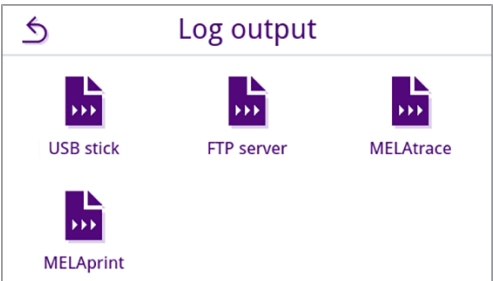 Log output
USB stick
FTP server
MELAtrace
MELAprint